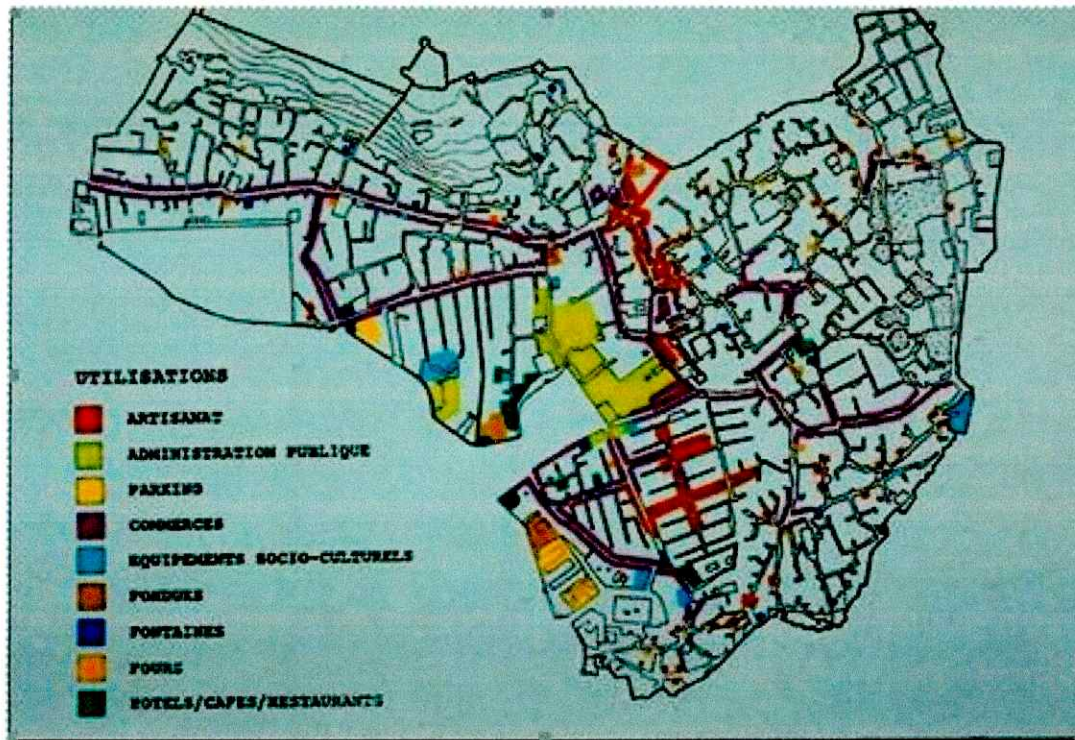 UTILISATIONS
ARTISANAT
ADMINISTRATION PUBLIQUE
PARKING
COMMERCES
EQUIPEMENTS SOCIO-CULTURELS
FONDUKS
FONTAINES
FOURS
HOTELS/CAFES/RESTAURANTS